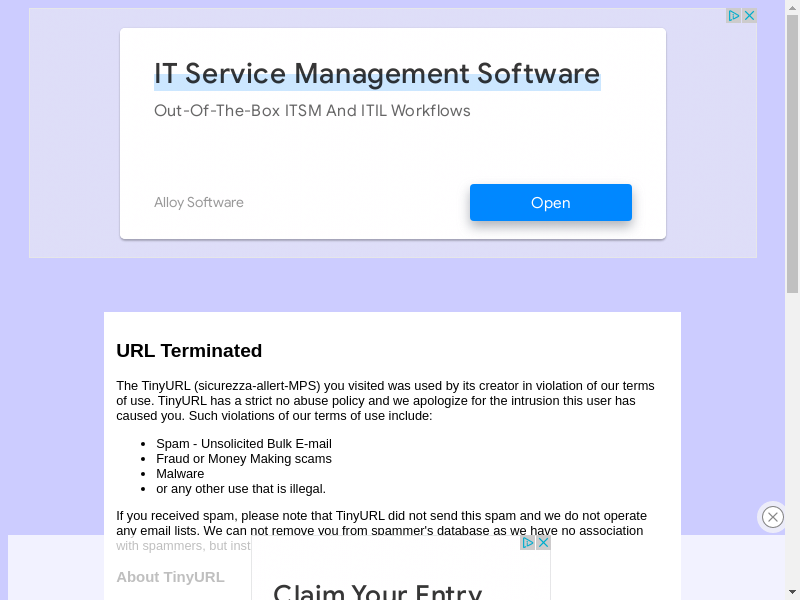 IT Service Management Software
Out-Of-The-Box ITSM And ITIL Workflows
Alloy Software
Open
URL Terminated
The TinyURL (sicurezza-allert-MPS) you visited was used by its creator in violation of our terms
of use. TinyURL has a strict no abuse policy and we apologize for the intrusion this user has
caused you. Such violations of our terms of use include:
Spam - Unsolicited Bulk E-mail
Fraud or Money Making scams
Malware
or any other use that is illegal.
If you received spam, please note that TinyURL did not send this spam and we do not operate
any email lists. We can not remove you from spammer's database as we have no association
with spammers, but inst
About TinyURL
Claim Your Entry